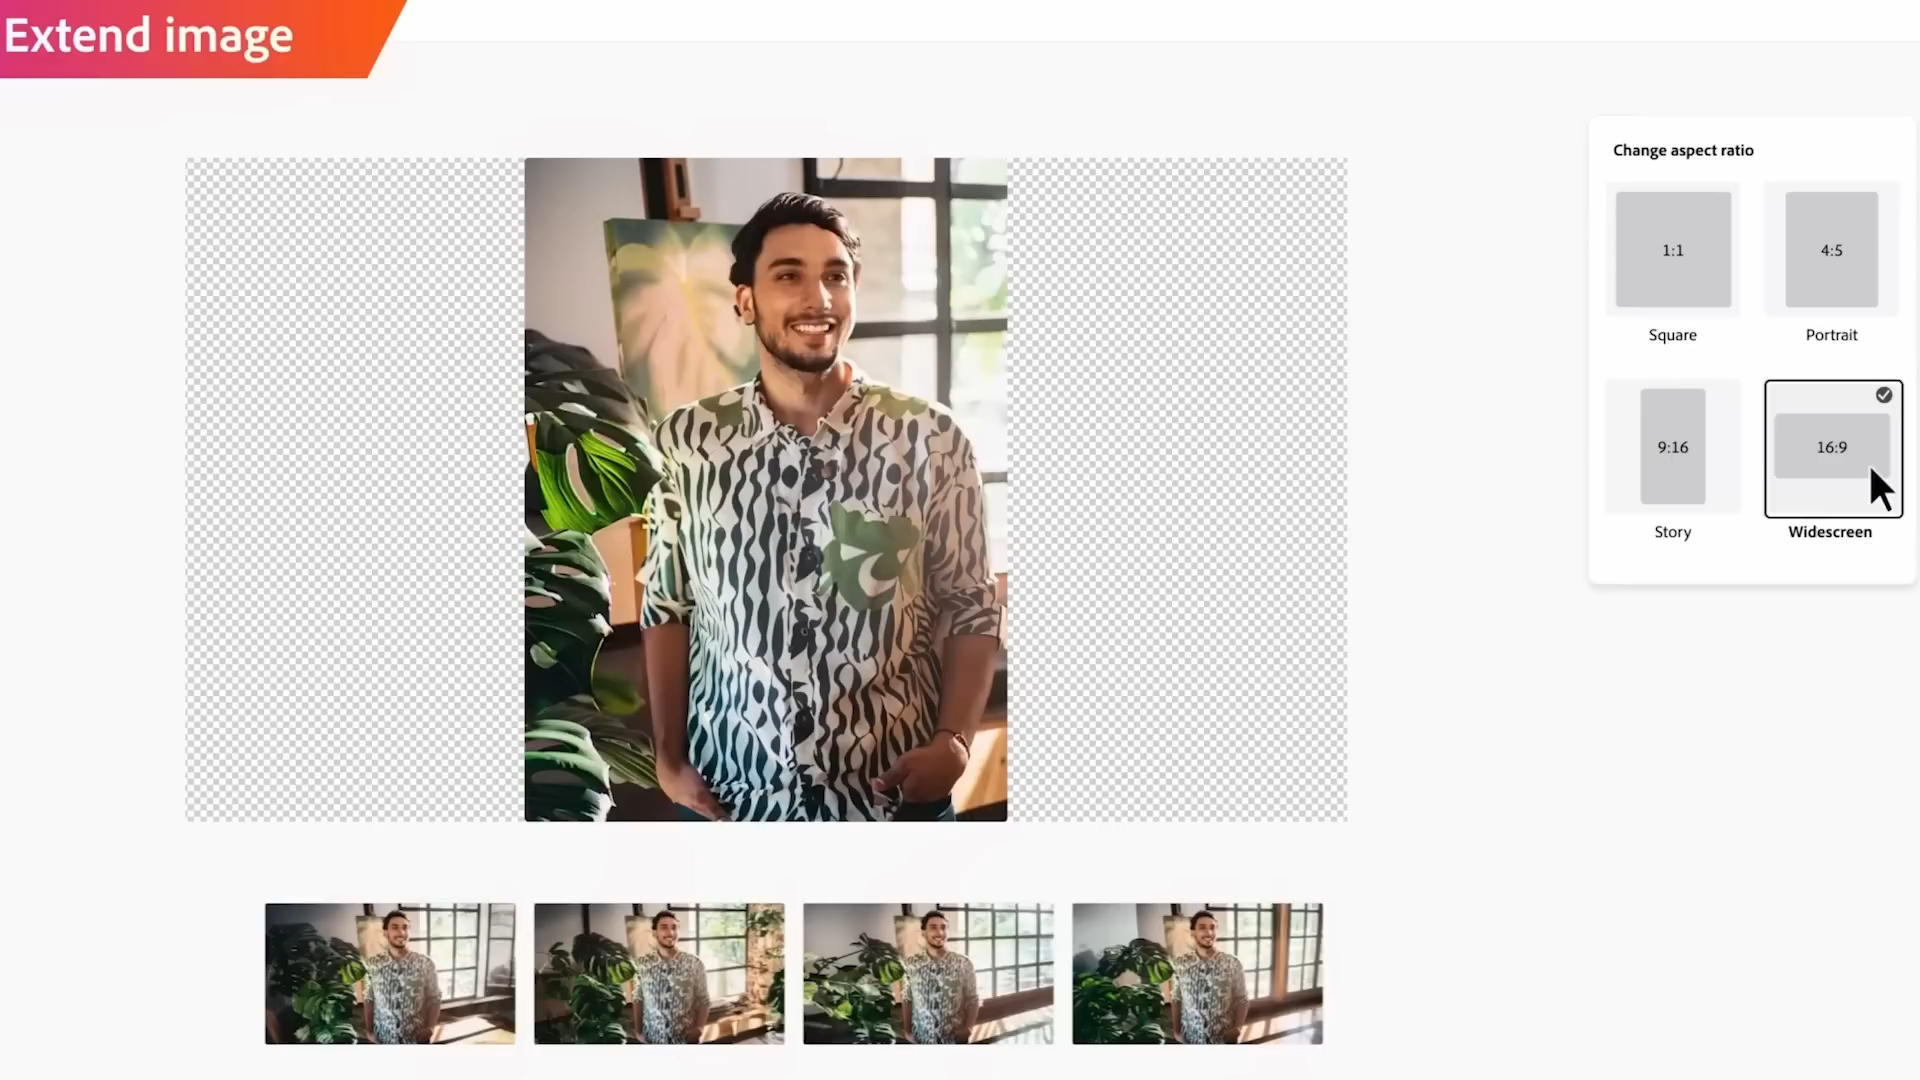 Extend image
Change aspect ratio
1:1
4:5
Square
Portrait
9:16
16:9
Story
Widescreen